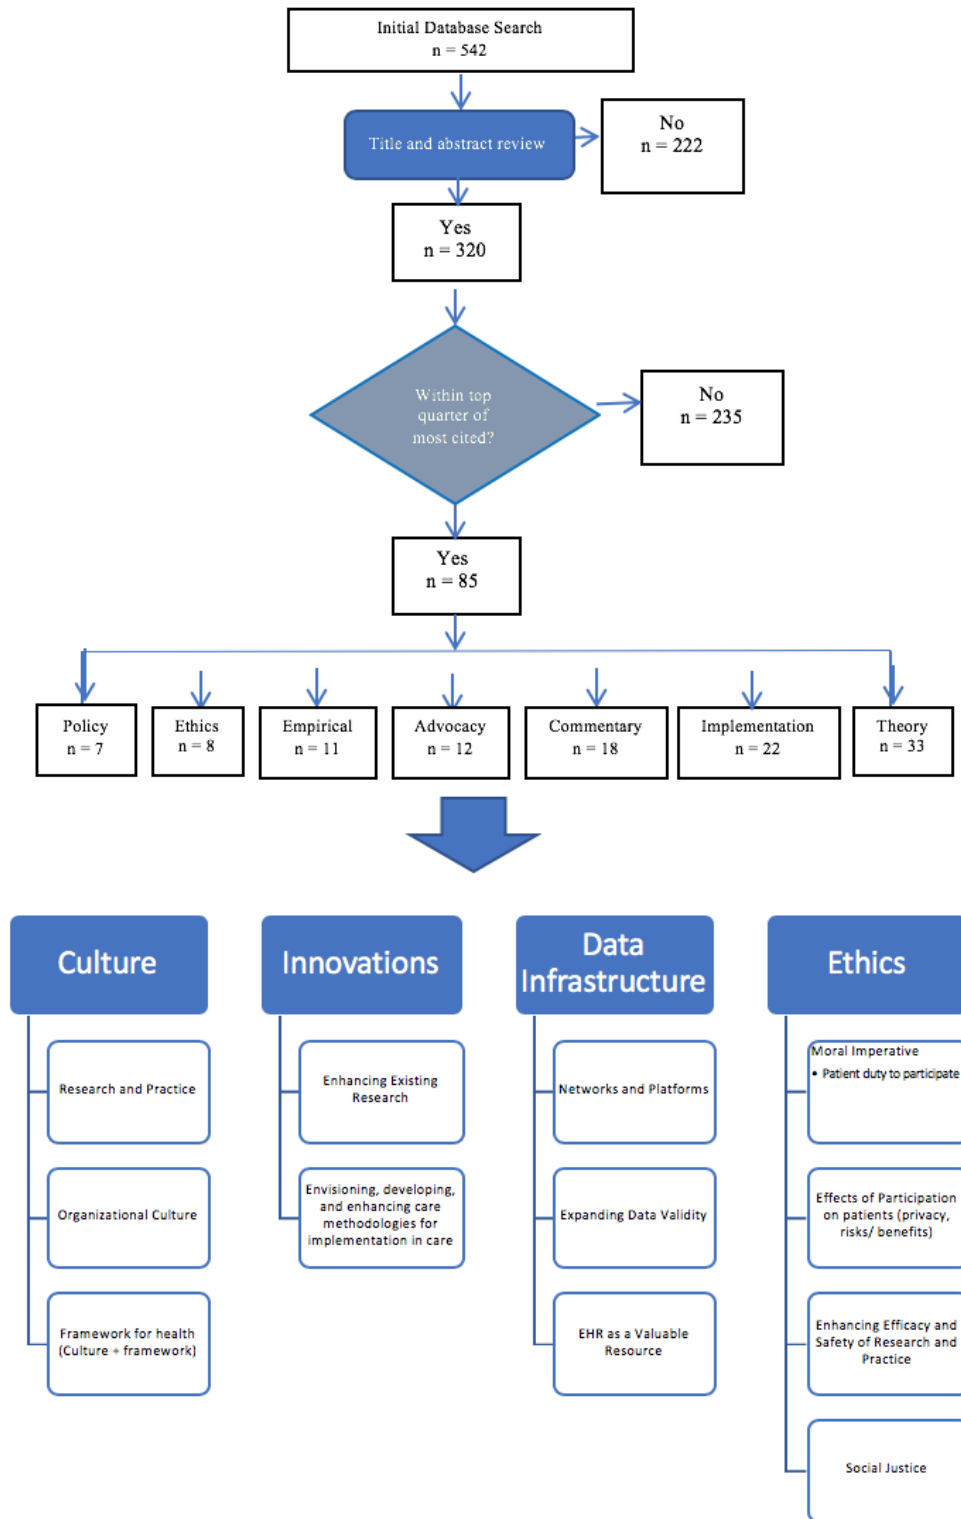 Initial Database Search
n = 542
Title and abstract review
No
n = 222
Yes
n = 320
Within top
quarter of
most cited?
No
n = 235
Yes
n = 85
Policy
n = 7
Ethics
n = 8
Empirical
n = 11
Advocacy
n = 12
Commentary
n = 18
Implementation
n = 22
Theory
n = 33
Culture
Research and Practice
Organizational Culture
Framework for health
(Culture + framework)
Innovations
Enhancing Existing
Research
Envisioning, developing,
and enhancing care
methodologies for
implementation in care
Data
Infrastructure
Networks and Platforms
Expanding Data Validity
EHR as a Valuable
Resource
Ethics
Moral Imperative
• Patient duty to participate
Effects of Participation
on patients (privacy,
risks/ benefits)
Enhancing Efficacy and
Safety of Research and
Practice
Social Justice